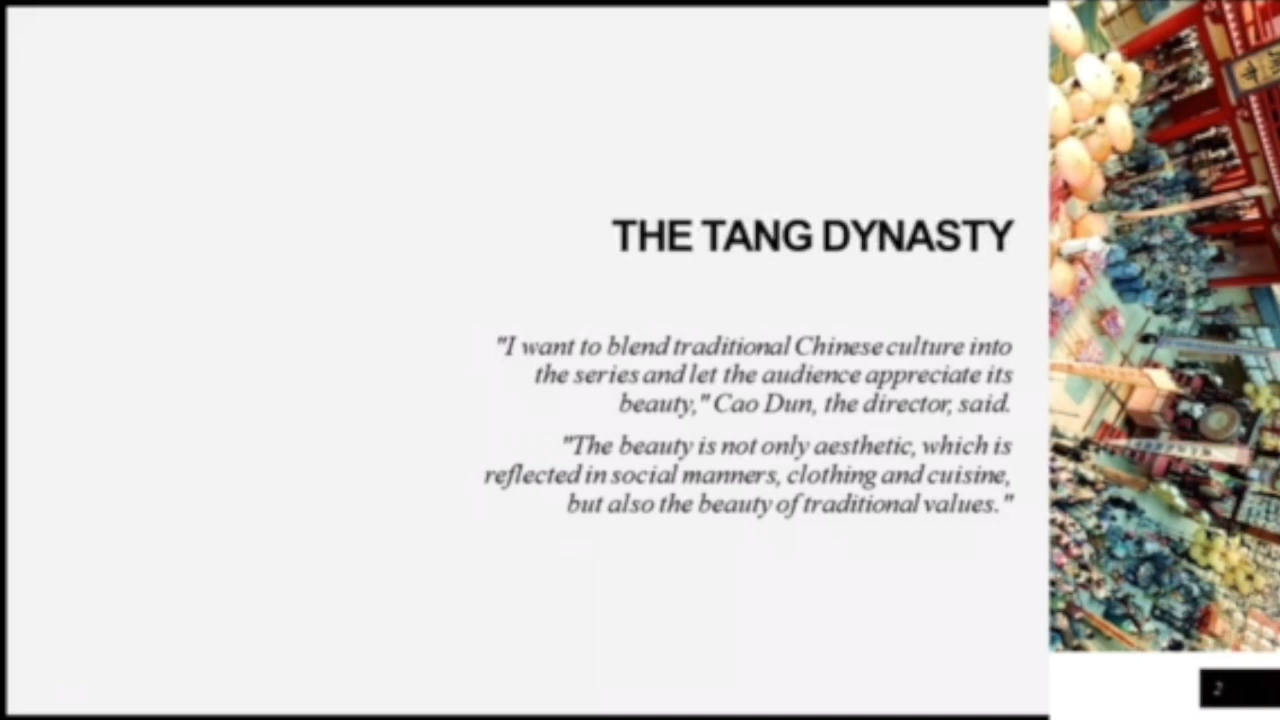 THE TANG DYNASTY
"I want to blend traditional Chinese culture into
the series and let the audience appreciate its
beauty," Cao Dun, the director, said.
"The beauty is not only aesthetic, which is
reflected in social manners, clothing and cuisine,
but also the beauty of traditional values."
2